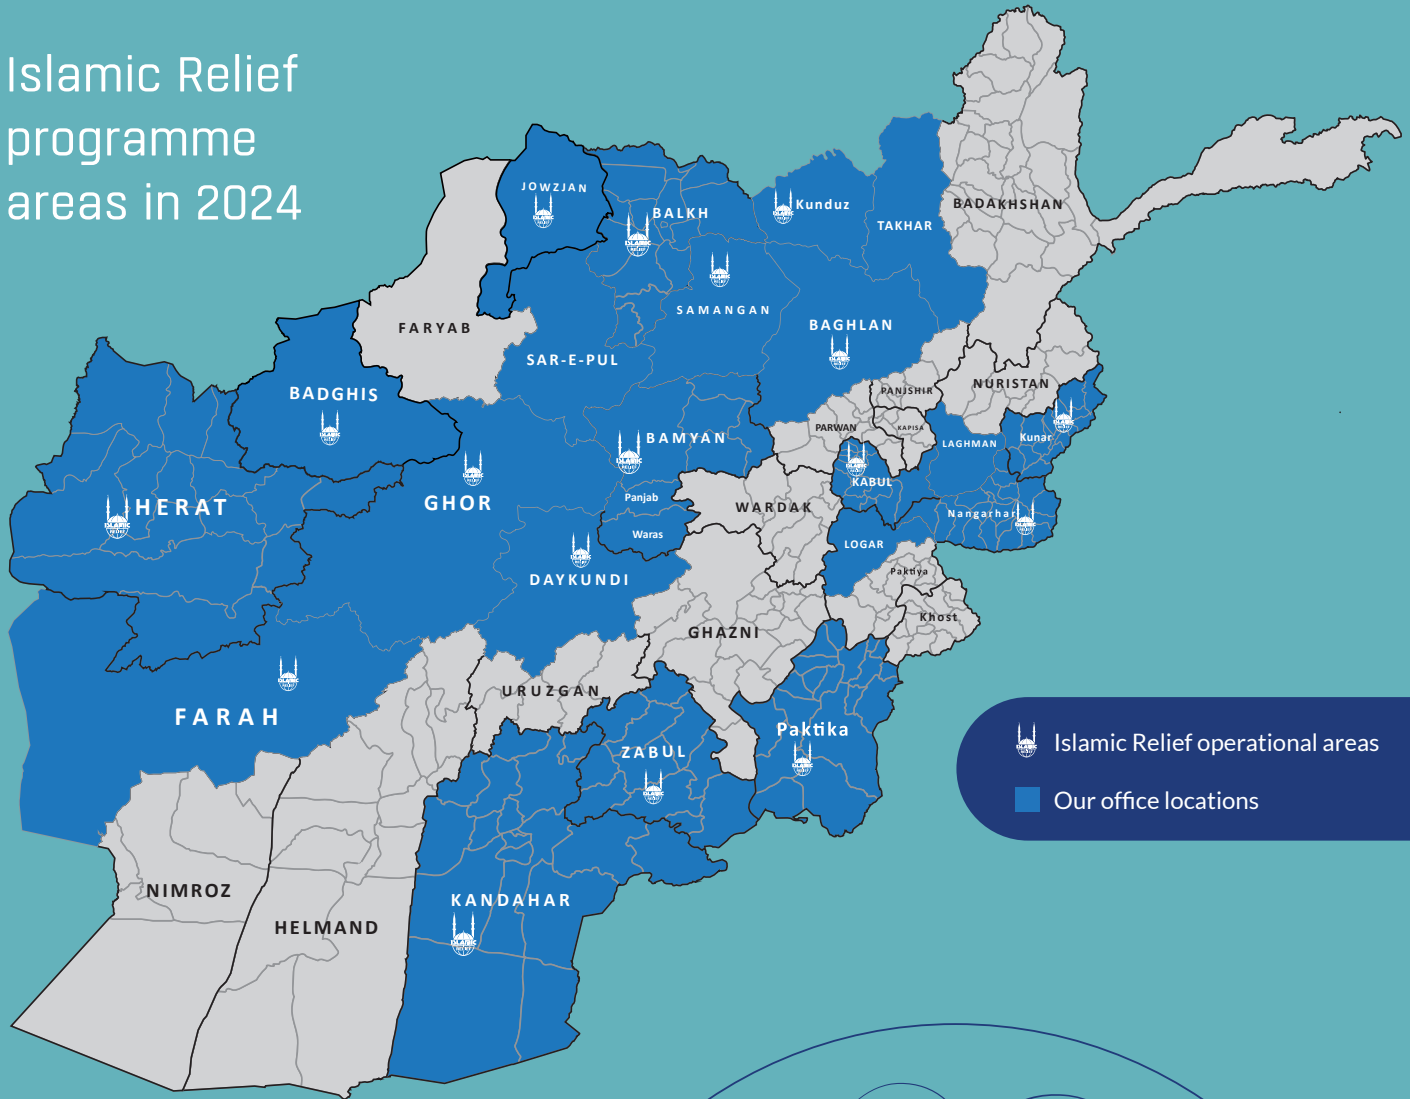 Islamic Relief
programme
areas in 2024
JOWZJAN
BALKH
Kunduz
TAKHAR
BADAKHSHAN
SAMANGAN
FARYAB
BAGHLAN
SAR-E-PUL
BADGHIS
PANJSHIR
NURISTAN
PARWAN
KAPISA
BAMYAN
LAGHMAN
Kunar
KABUL
Panjab
GHOR
HERAT
WARDAK
Nangarhar
Waras
LOGAR
DAYKUNDI
Paktiya
Khost
GHAZNI
URUZGAN
FARAH
Paktika
ZABUL
NIMROZ
KANDAHAR
HELMAND
Islamic Relief operational areas
Our office locations